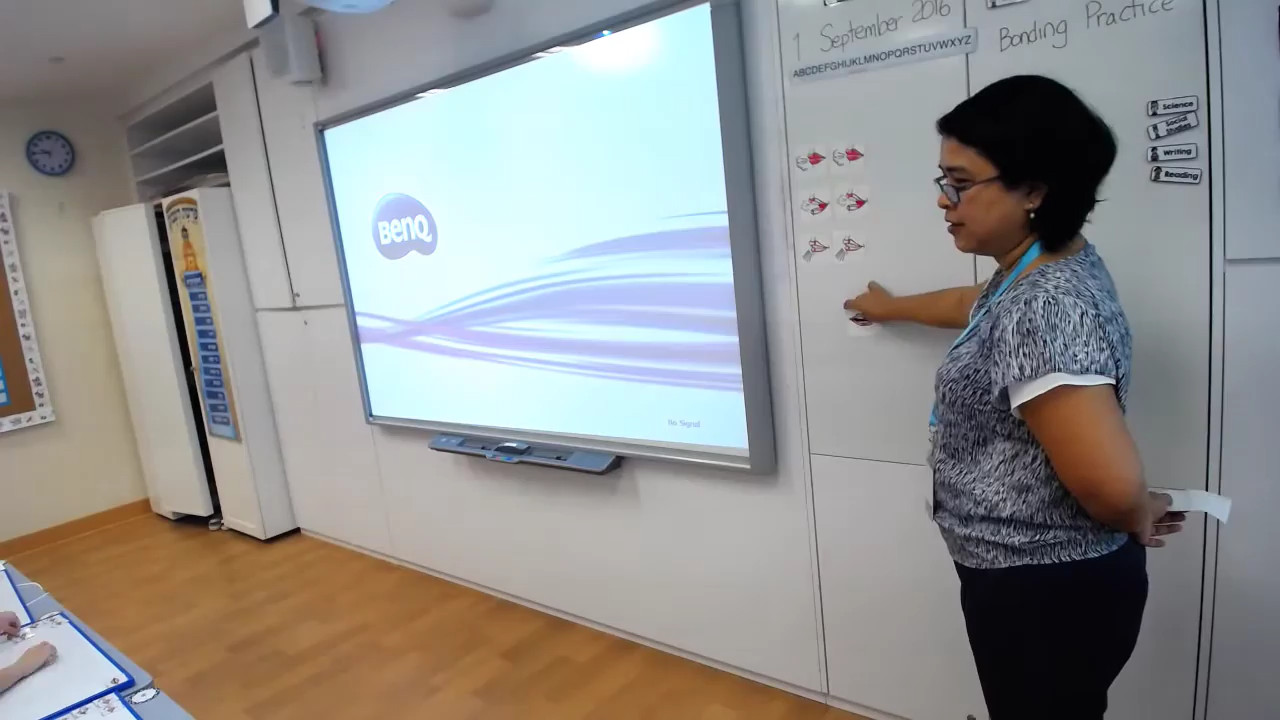 1 September 2016
ABCDEFGHIJKLMNOPQRSTUVWXYZ
Bonding Practice
Science
Social Studies
Writing
Reading
BenQ
No Signal